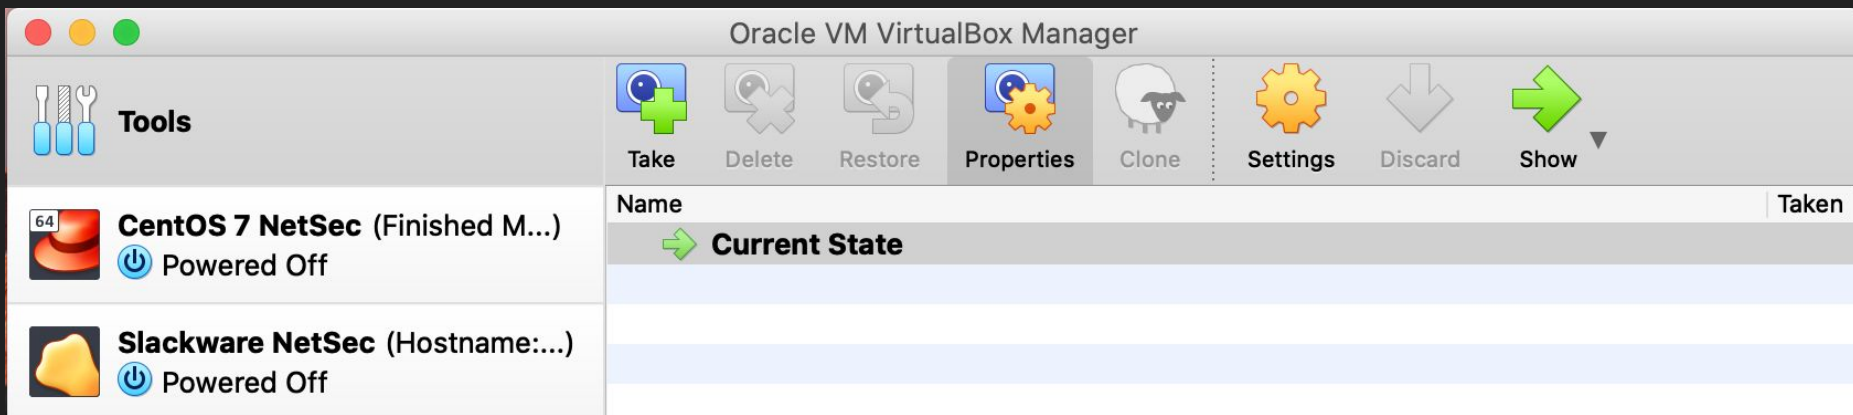 Oracle VM VirtualBox Manager
Tools
Take Delete Restore Properties Clone Settings Discard Show
Name Taken
Current State
64
CentOS 7 NetSec (Finished M...)
Powered Off
Slackware NetSec (Hostname:...)
Powered Off